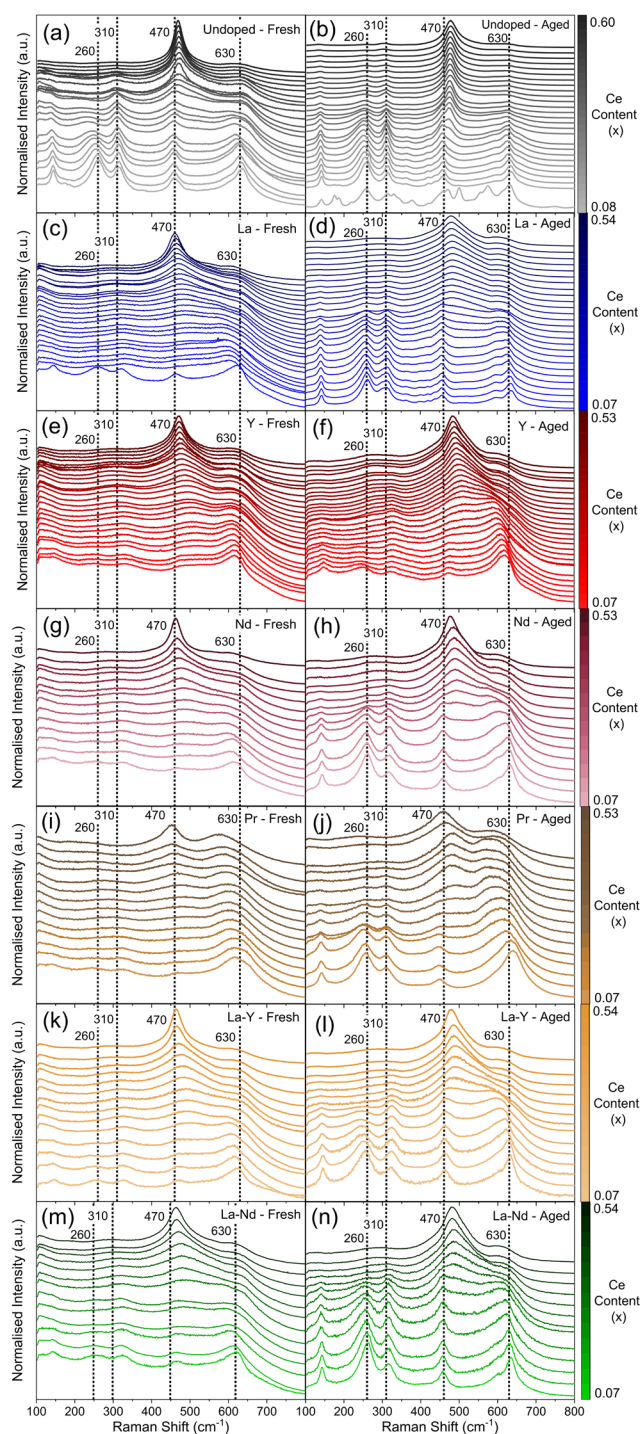 (a)
Undoped - Fresh
260
310
470
630
(b)
Undoped - Aged
260
310
470
630
0.60
Ce
Content
(x)
0.08
(c)
La - Fresh
260
310
470
630
(d)
La - Aged
260
310
470
630
0.54
Ce
Content
(x)
0.07
(e)
Y - Fresh
260
310
470
630
(f)
Y - Aged
260
310
470
630
0.53
Ce
Content
(x)
0.07
(g)
Nd - Fresh
260
310
470
630
(h)
Nd - Aged
260
310
470
630
0.53
Ce
Content
(x)
0.07
(i)
Pr - Fresh
260
310
470
630
(j)
Pr - Aged
260
310
470
630
0.53
Ce
Content
(x)
0.07
(k)
La-Y - Fresh
260
310
470
630
(l)
La-Y - Aged
260
310
470
630
0.54
Ce
Content
(x)
0.07
(m)
La-Nd - Fresh
260
310
470
630
(n)
La-Nd - Aged
260
310
470
630
0.54
Ce
Content
(x)
0.07
Normalised Intensity (a.u.)
Normalised Intensity (a.u.)
Normalised Intensity (a.u.)
Normalised Intensity (a.u.)
Normalised Intensity (a.u.)
Normalised Intensity (a.u.)
Normalised Intensity (a.u.)
100 200 300 400 500 600 700
100 200 300 400 500 600 700 800
Raman Shift (cm⁻¹)
Raman Shift (cm⁻¹)